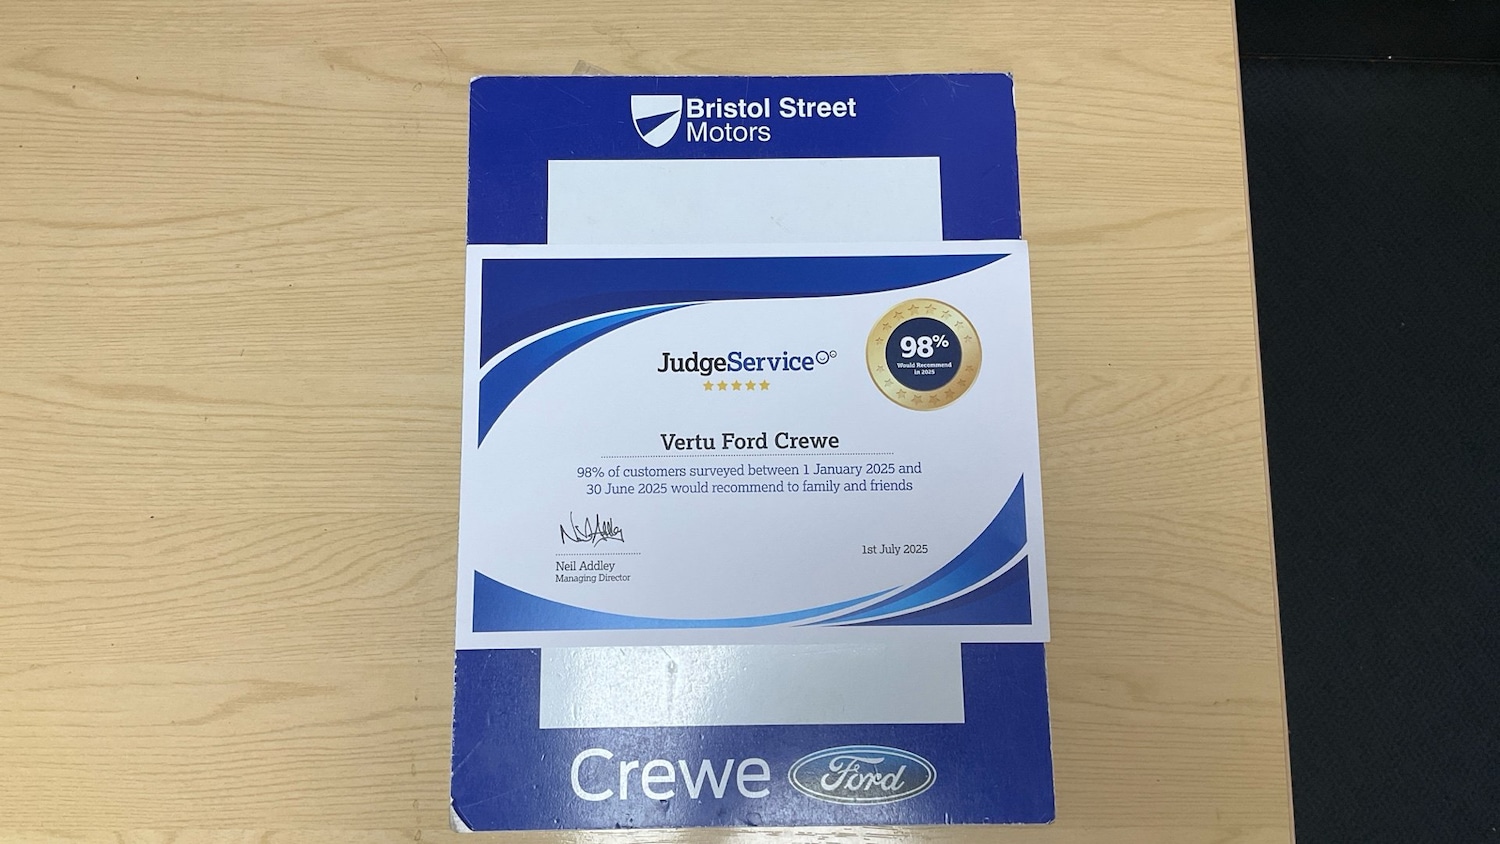 Bristol Street
Motors
JudgeService
98%
Would Recommend
in 2025
Vertu Ford Crewe
98% of customers surveyed between 1 January 2025 and
30 June 2025 would recommend to family and friends
Neil Addley
1st July 2025
Neil Addley
Managing Director
Crewe
Ford